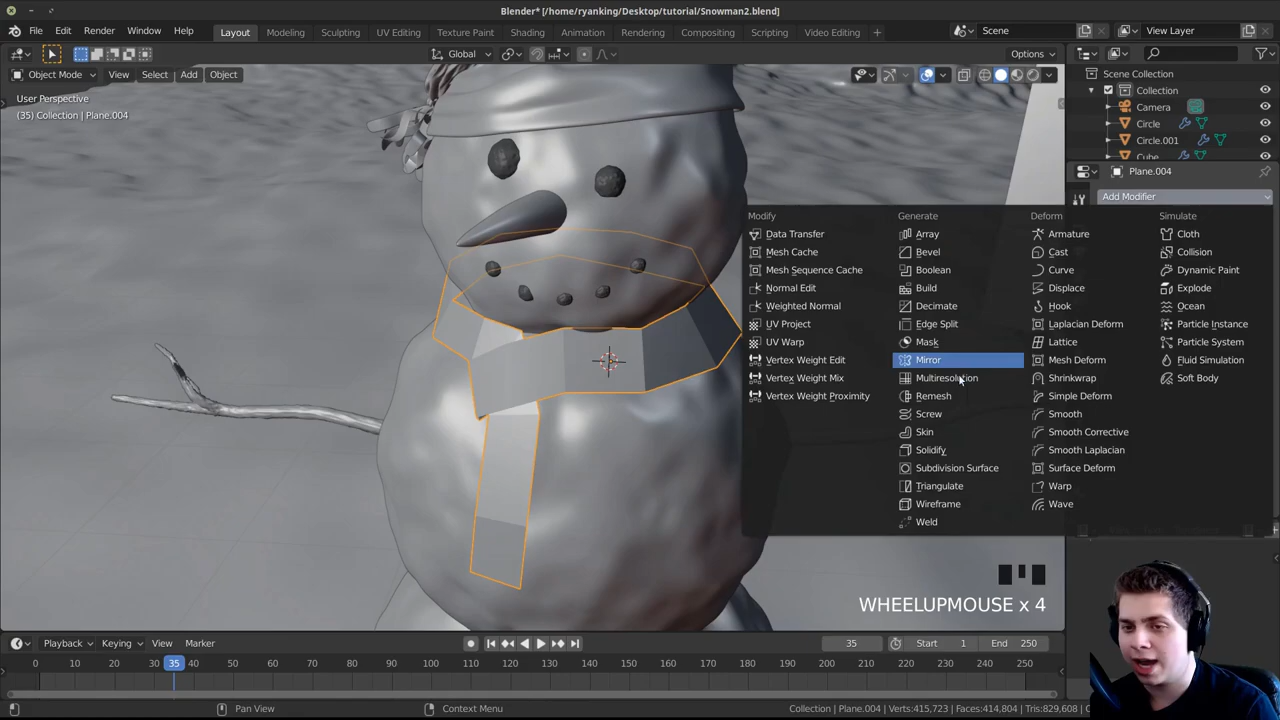 Blender* [/home/ryanking/Desktop/tutorial/Snowman2.blend]
File Edit Render Window Help Layout Modeling Sculpting UV Editing Texture Paint Shading Animation Rendering Compositing Scripting Video Editing + Scene View Layer
Global Options
Object Mode View Select Add Object
Scene Collection
Collection
Camera
Circle
Circle.001
Cube
User Perspective
(35) Collection | Plane.004
Plane.004
Add Modifier
Modify
Data Transfer
Mesh Cache
Mesh Sequence Cache
Normal Edit
Weighted Normal
UV Project
UV Warp
Vertex Weight Edit
Vertex Weight Mix
Vertex Weight Proximity
Generate
Array
Bevel
Boolean
Build
Decimate
Edge Split
Mask
Mirror
Multiresolution
Remesh
Screw
Skin
Solidify
Subdivision Surface
Triangulate
Wireframe
Weld
Deform
Armature
Cast
Curve
Displace
Hook
Laplacian Deform
Lattice
Mesh Deform
Shrinkwrap
Simple Deform
Smooth
Smooth Corrective
Smooth Laplacian
Surface Deform
Warp
Wave
Simulate
Cloth
Collision
Dynamic Paint
Explode
Ocean
Particle Instance
Particle System
Fluid Simulation
Soft Body
WHEELUPMOUSE x 4
Playback Keying View Marker 35 Start 1 End 250
0 10 20 30 35 40 50 60 70 80 90 100 110 120 130 140 150 160 170 180 190 200 210 220 230 240 250
Pan View Context Menu Collection | Plane.004 | Verts:415,723 | Faces:414,804 | Tris:829,608 |